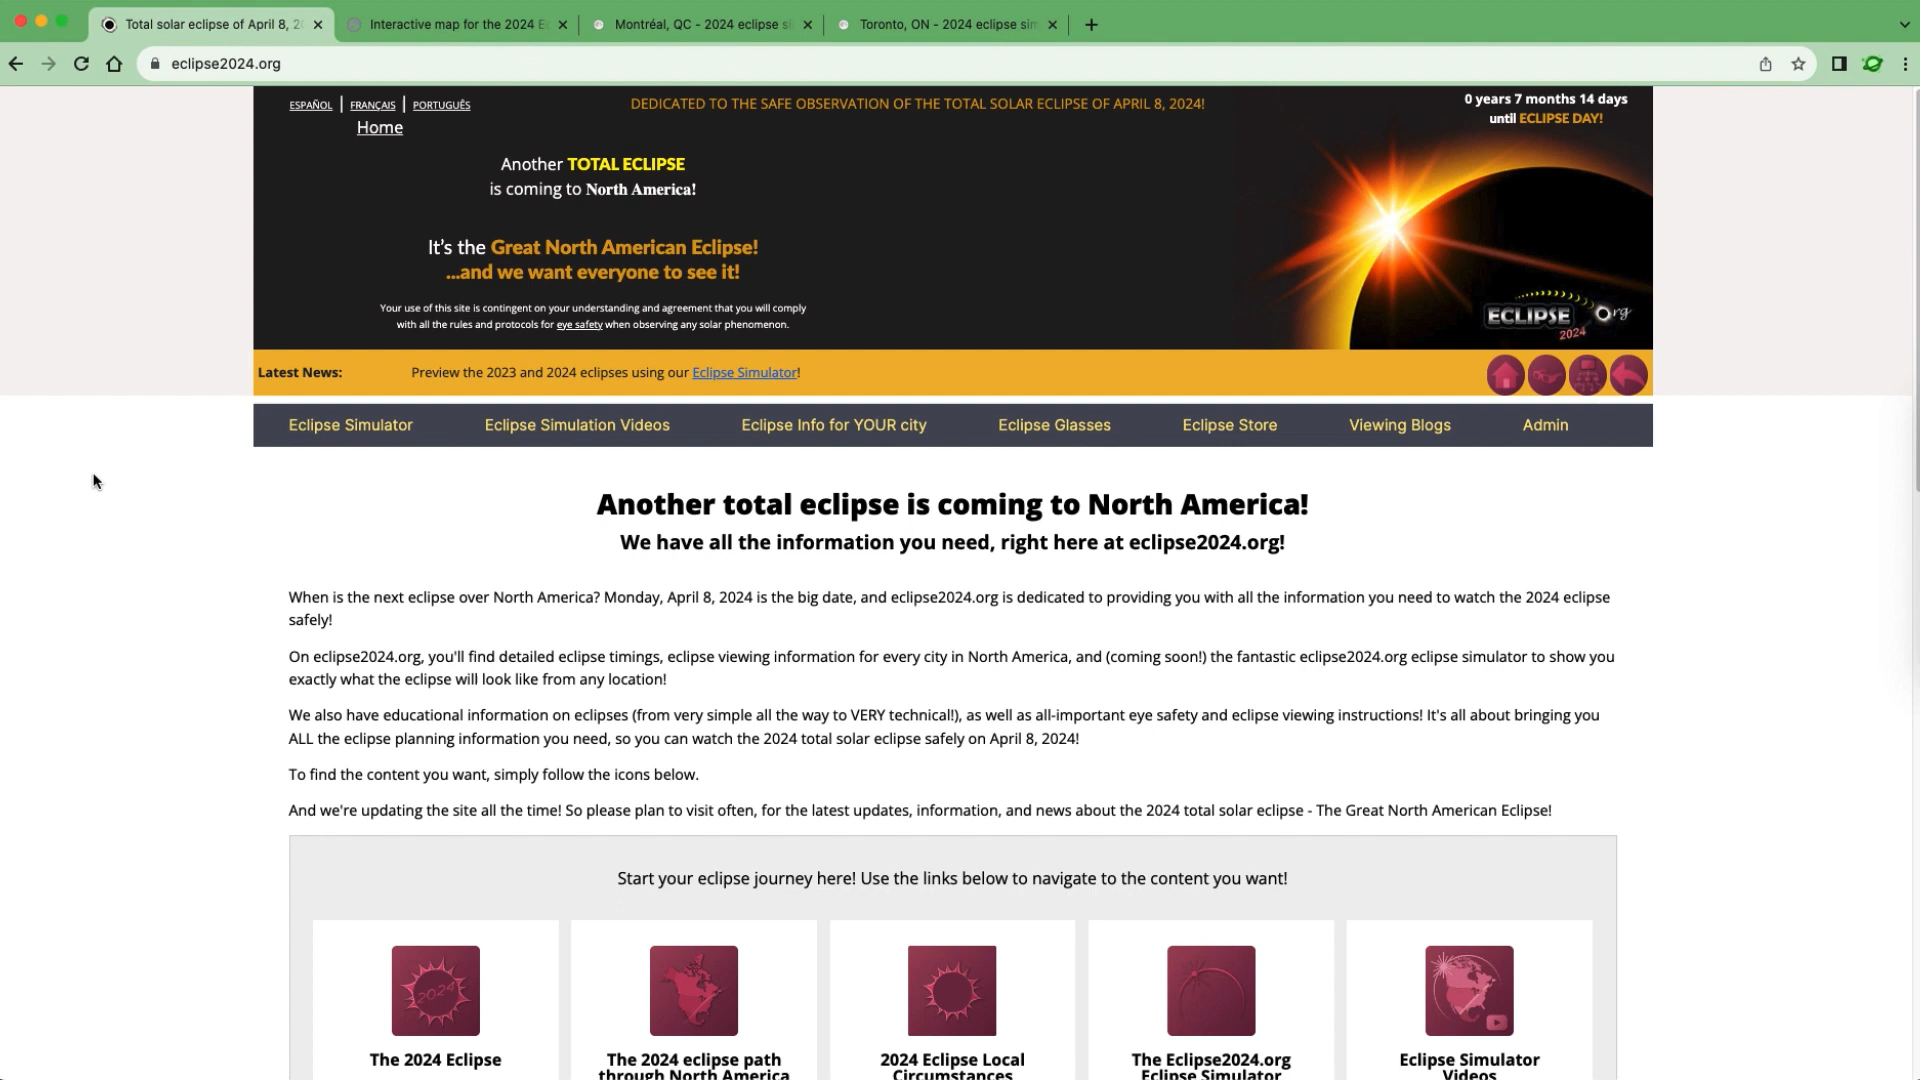 Total solar eclipse of April 8, 2
Interactive map for the 2024 E
Montréal, QC - 2024 eclipse si
Toronto, ON - 2024 eclipse sim
eclipse2024.org
ESPAÑOL | FRANÇAIS | PORTUGUÊS
Home
DEDICATED TO THE SAFE OBSERVATION OF THE TOTAL SOLAR ECLIPSE OF APRIL 8, 2024!
0 years 7 months 14 days
until ECLIPSE DAY!
Another TOTAL ECLIPSE
is coming to North America!
It's the Great North American Eclipse!
...and we want everyone to see it!
Your use of this site is contingent on your understanding and agreement that you will comply
with all the rules and protocols for eye safety when observing any solar phenomenon.
ECLIPSE Org
2024
Latest News: Preview the 2023 and 2024 eclipses using our Eclipse Simulator!
Eclipse Simulator Eclipse Simulation Videos Eclipse Info for YOUR city Eclipse Glasses Eclipse Store Viewing Blogs Admin
Another total eclipse is coming to North America!
We have all the information you need, right here at eclipse2024.org!
When is the next eclipse over North America? Monday, April 8, 2024 is the big date, and eclipse2024.org is dedicated to providing you with all the information you need to watch the 2024 eclipse
safely!
On eclipse2024.org, you'll find detailed eclipse timings, eclipse viewing information for every city in North America, and (coming soon!) the fantastic eclipse2024.org eclipse simulator to show you
exactly what the eclipse will look like from any location!
We also have educational information on eclipses (from very simple all the way to VERY technical!), as well as all-important eye safety and eclipse viewing instructions! It's all about bringing you
ALL the eclipse planning information you need, so you can watch the 2024 total solar eclipse safely on April 8, 2024!
To find the content you want, simply follow the icons below.
And we're updating the site all the time! So please plan to visit often, for the latest updates, information, and news about the 2024 total solar eclipse - The Great North American Eclipse!
Start your eclipse journey here! Use the links below to navigate to the content you want!
2024
The 2024 Eclipse
The 2024 eclipse path
through North America
2024 Eclipse Local
Circumstances
The Eclipse2024.org
Eclipse Simulator
Eclipse Simulator
Videos